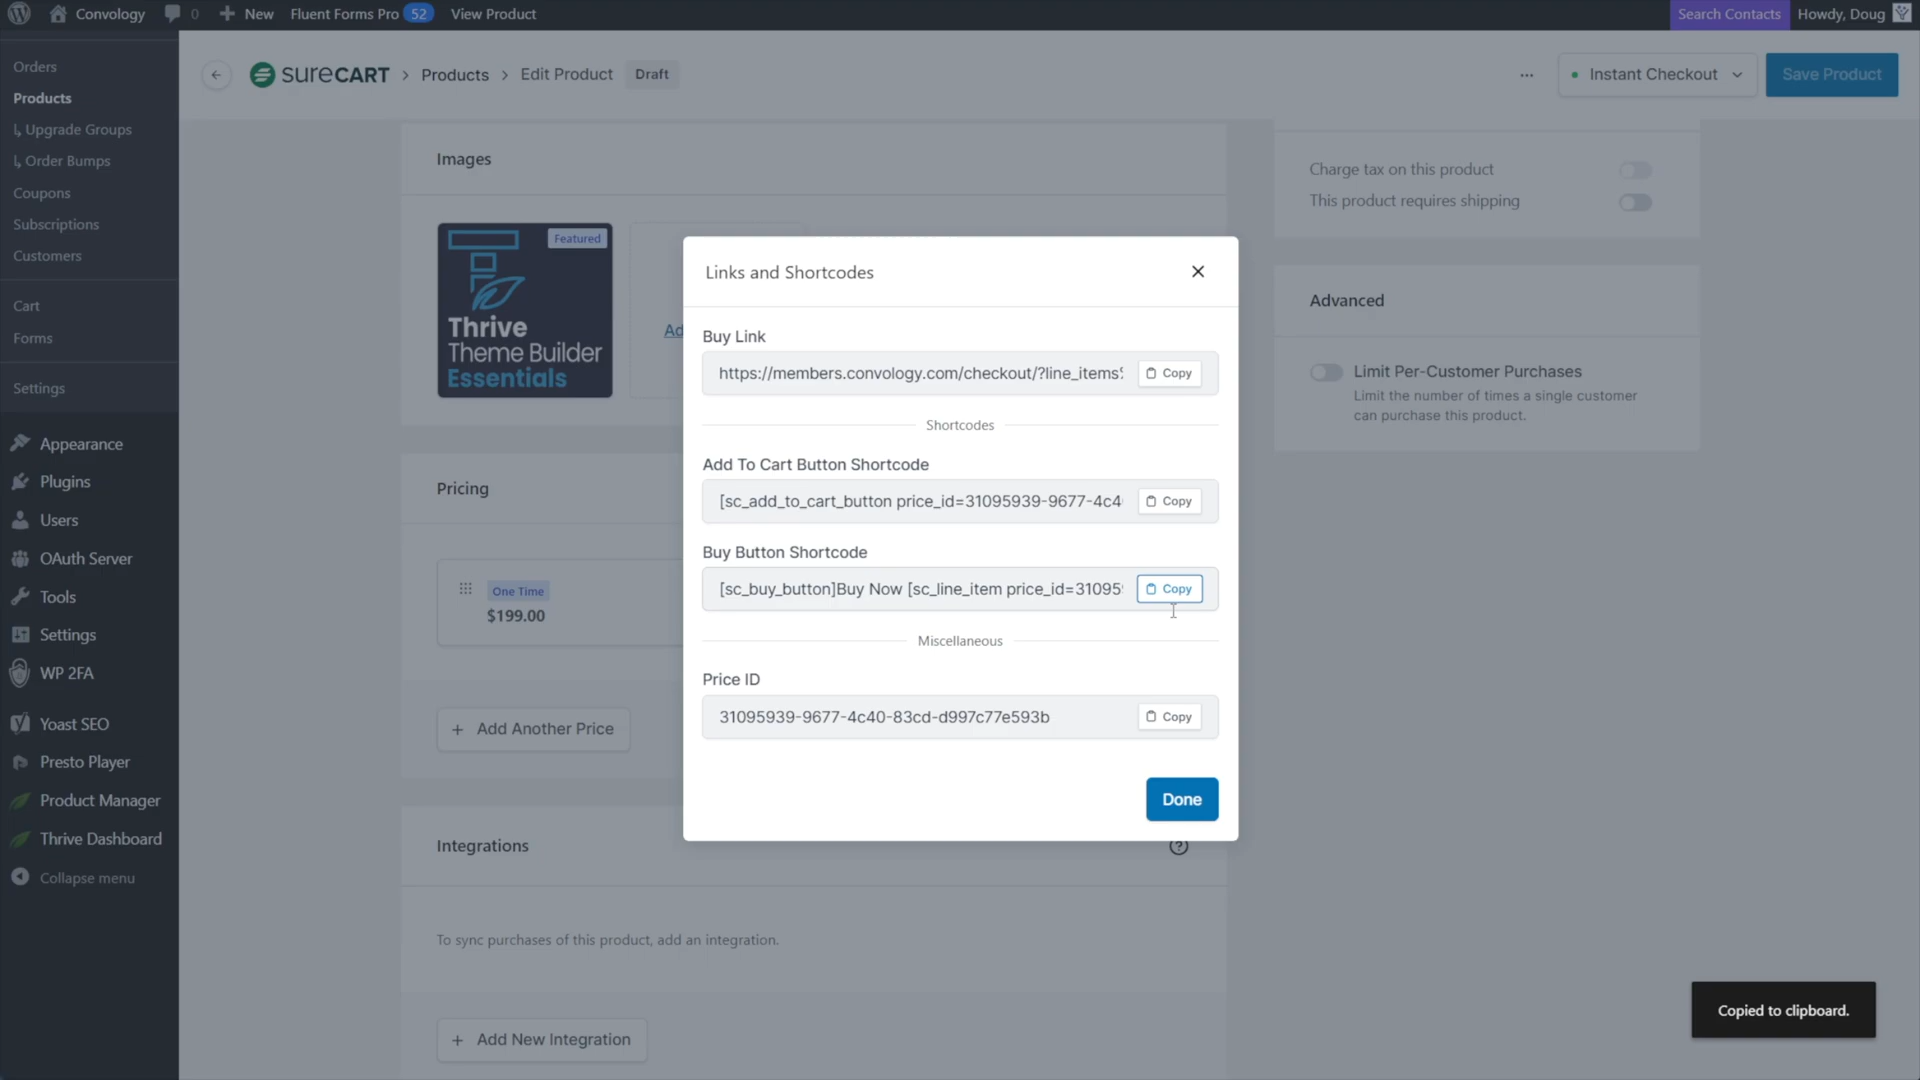 Convology
0
New
Fluent Forms Pro 52
View Product
Search Contacts
Howdy, Doug
Orders
Products
↳ Upgrade Groups
↳ Order Bumps
Coupons
Subscriptions
Customers
Cart
Forms
Settings
Appearance
Plugins
Users
OAuth Server
Tools
Settings
WP 2FA
Yoast SEO
Presto Player
Product Manager
Thrive Dashboard
Collapse menu
SURECART > Products > Edit Product Draft
... Instant Checkout
Save Product
Images
Featured
Thrive
Theme Builder
Essentials
Ad
Pricing
One Time
$199.00
+ Add Another Price
Integrations
To sync purchases of this product, add an integration.
+ Add New Integration
Charge tax on this product
This product requires shipping
Advanced
Limit Per-Customer Purchases
Limit the number of times a single customer
can purchase this product.
Links and Shortcodes
Buy Link
https://members.convology.com/checkout/?line_items
Copy
Shortcodes
Add To Cart Button Shortcode
[sc_add_to_cart_button price_id=31095939-9677-4c4
Copy
Buy Button Shortcode
[sc_buy_button]Buy Now [sc_line_item price_id=31095
Copy
Miscellaneous
Price ID
31095939-9677-4c40-83cd-d997c77e593b
Copy
Done
Copied to clipboard.